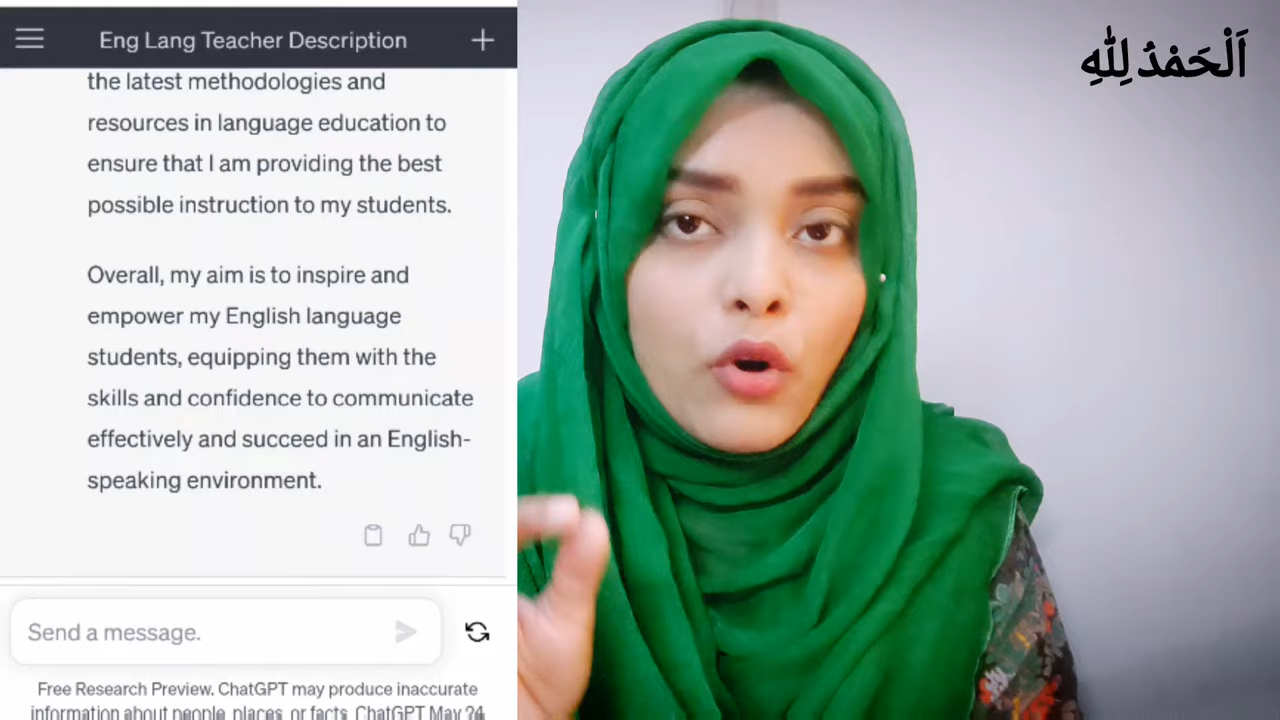 Eng Lang Teacher Description
the latest methodologies and
resources in language education to
ensure that I am providing the best
possible instruction to my students.
Overall, my aim is to inspire and
empower my English language
students, equipping them with the
skills and confidence to communicate
effectively and succeed in an English-
speaking environment.
Send a message.
Free Research Preview. ChatGPT may produce inaccurate
information about people, places, or facts. ChatGPT May 24
اَلْحَمْدُ لِلّٰهِ